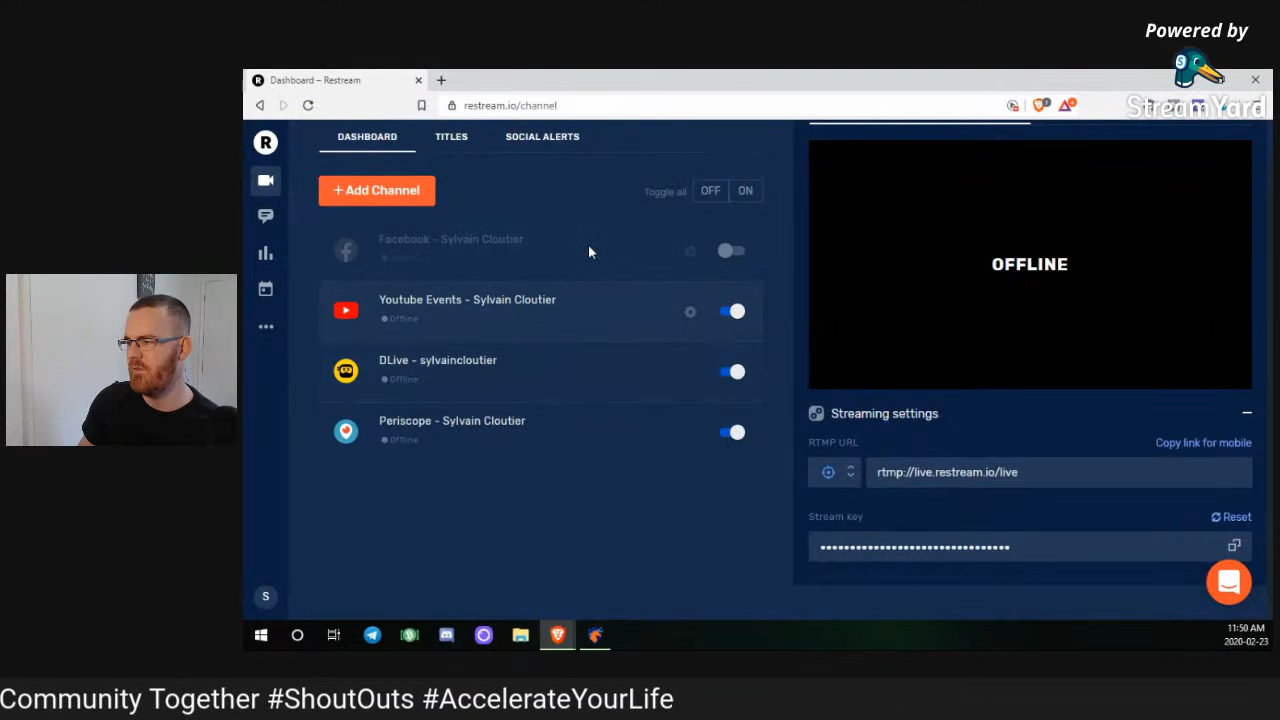 Powered by
StreamYard
Dashboard – Restream
restream.io/channel
DASHBOARD
TITLES
SOCIAL ALERTS
+ Add Channel
Toggle all
OFF
ON
Facebook - Sylvain Cloutier
Youtube Events - Sylvain Cloutier
Offline
DLive - sylvaincloutier
Offline
Periscope - Sylvain Cloutier
Offline
OFFLINE
Streaming settings
RTMP URL
Copy link for mobile
rtmp://live.restream.io/live
Stream key
Reset
S
11:50 AM
2020-02-23
Community Together #ShoutOuts #AccelerateYourLife